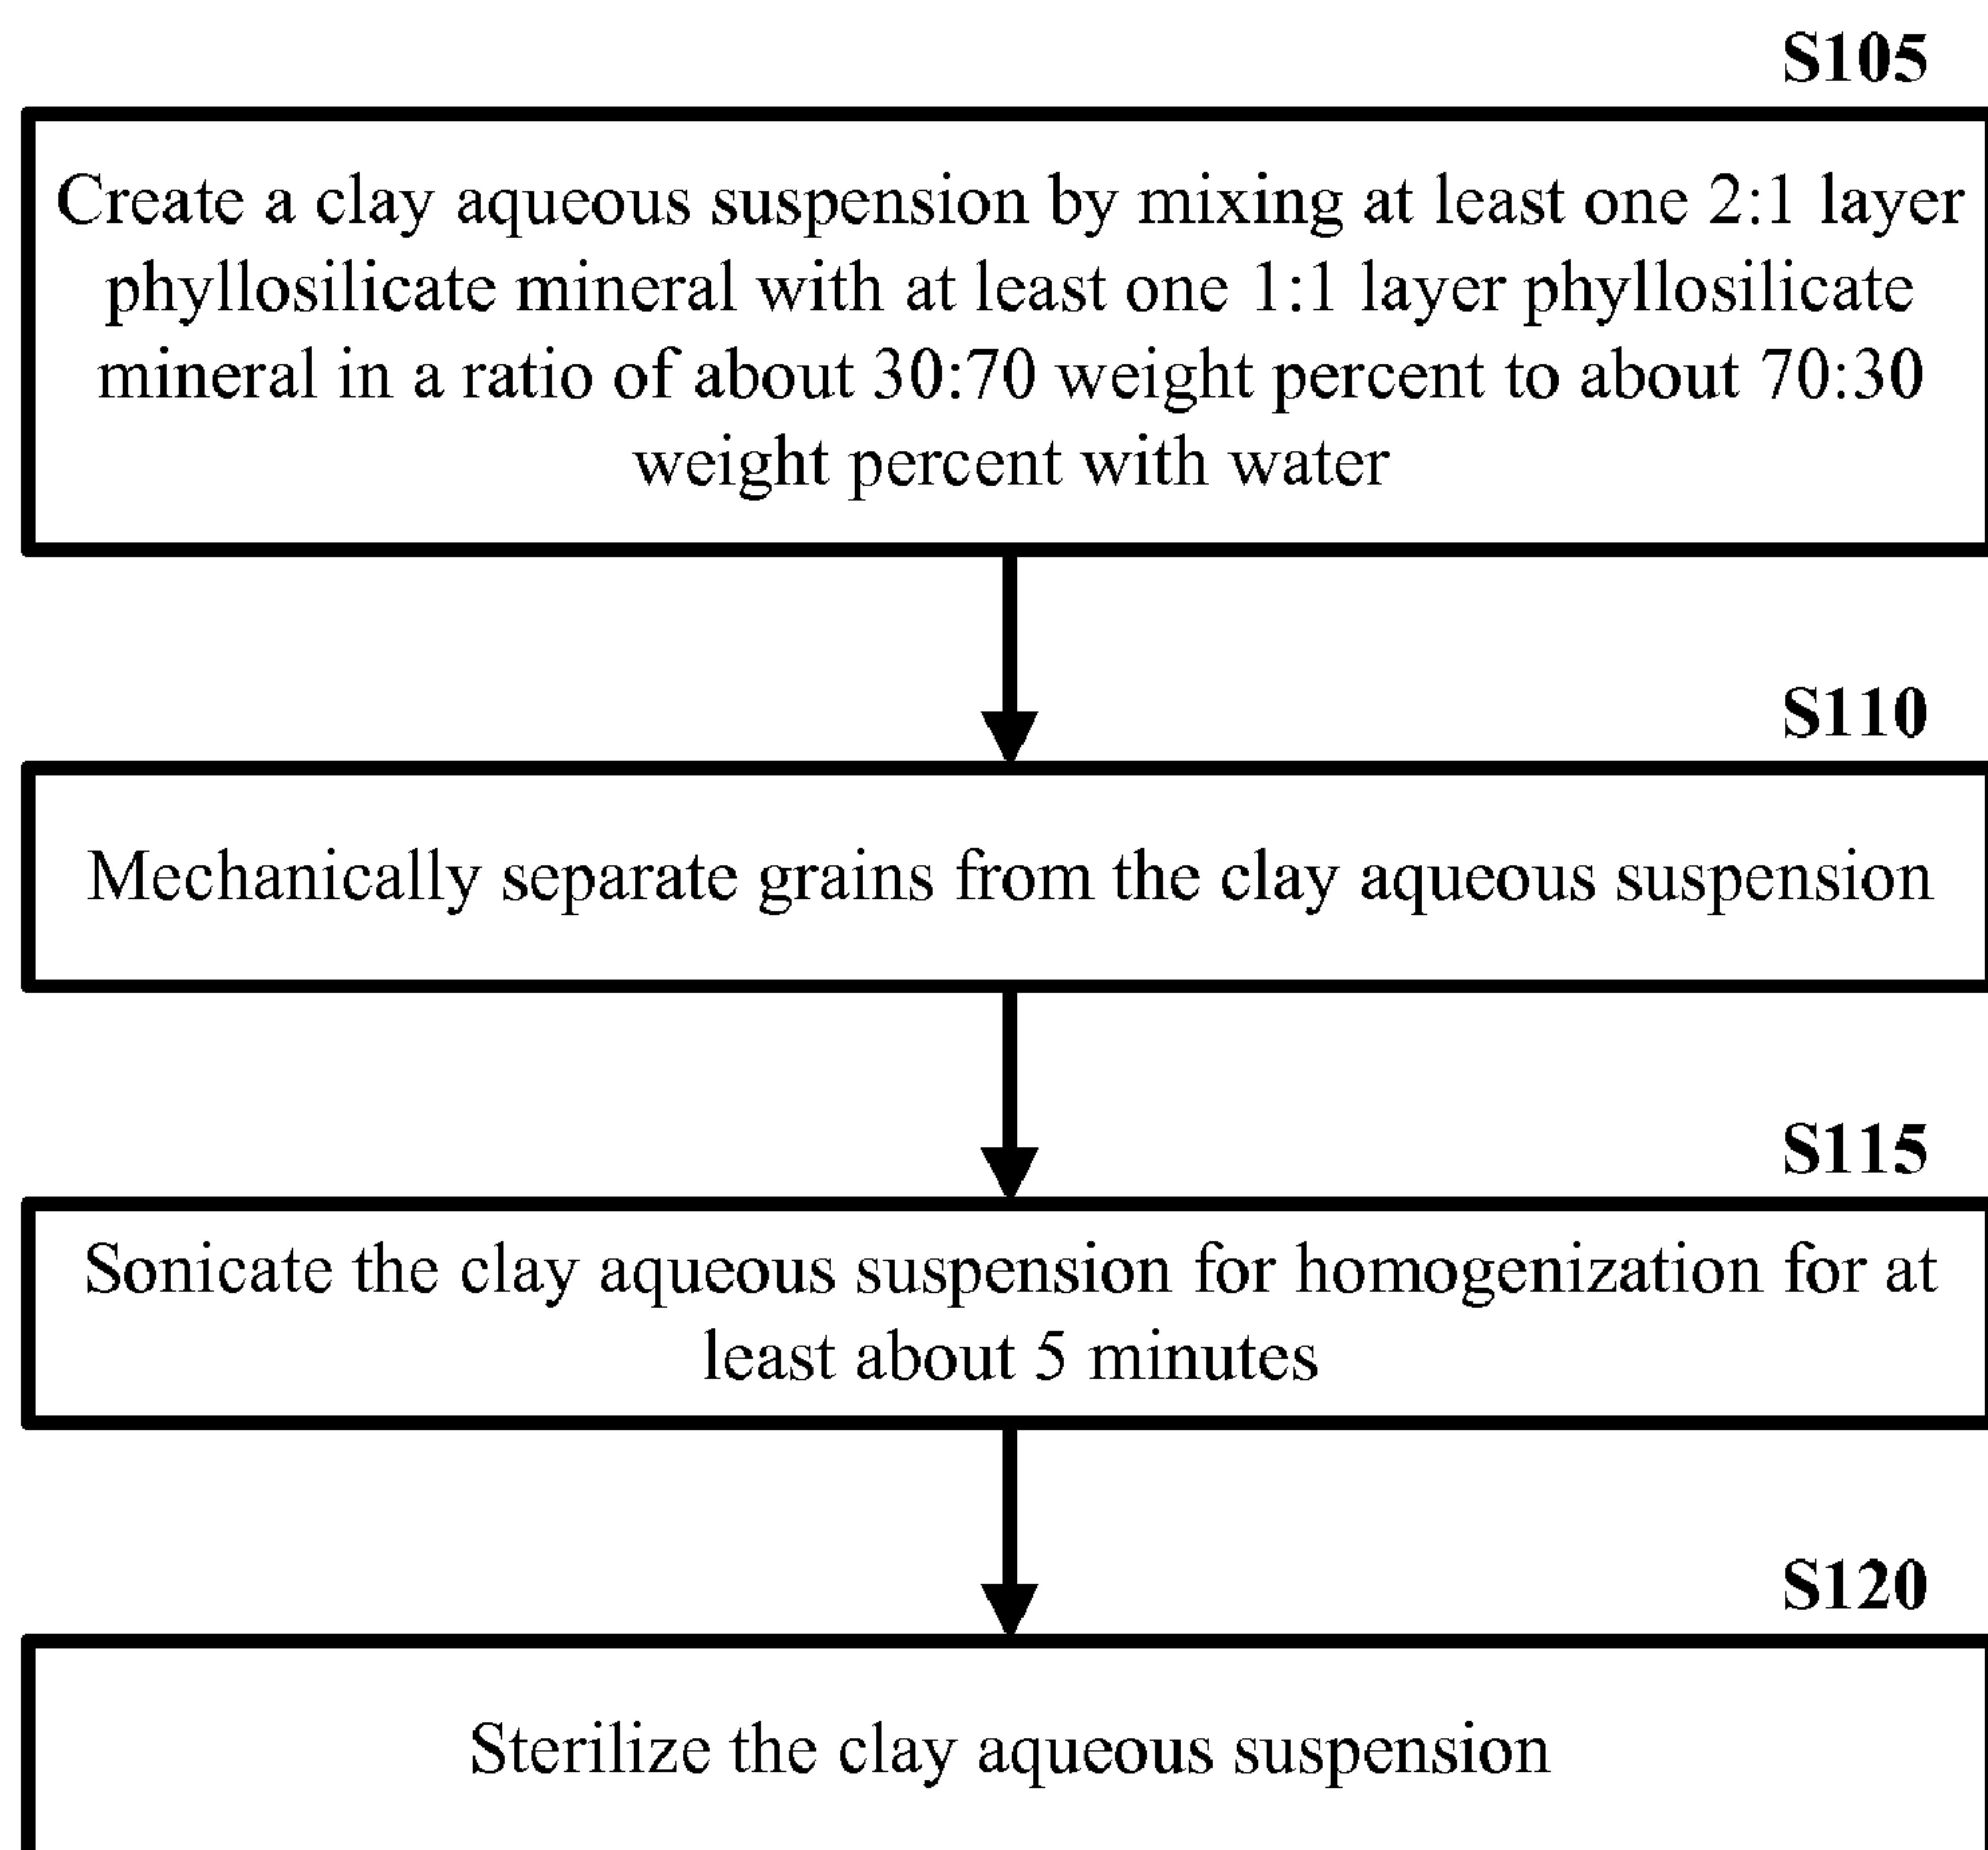 S105
Create a clay aqueous suspension by mixing at least one 2:1 layer
phyllosilicate mineral with at least one 1:1 layer phyllosilicate
mineral in a ratio of about 30:70 weight percent to about 70:30
weight percent with water
S110
Mechanically separate grains from the clay aqueous suspension
S115
Sonicate the clay aqueous suspension for homogenization for at
least about 5 minutes
S120
Sterilize the clay aqueous suspension